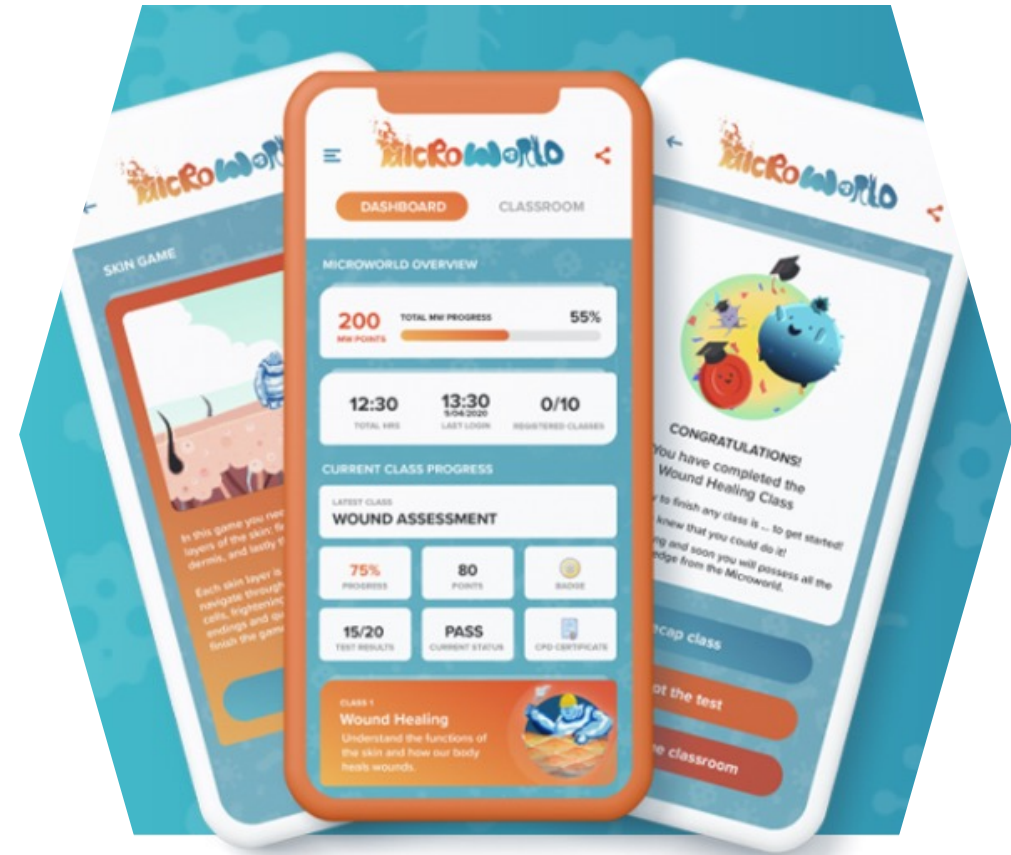 MICROWORLD
SKIN GAME
In this game you
layers of the skin:
dermis, and lastly
Each skin layer is
navigate through
cells, frightening
endings and
finish the
MICROWORLD
DASHBOARD
CLASSROOM
MICROWORLD OVERVIEW
200
MW POINTS
TOTAL MW PROGRESS
55%
12:30
TOTAL HRS
13:30
5/04/2020
LAST LOGIN
0/10
REGISTERED CLASSES
CURRENT CLASS PROGRESS
LATEST CLASS
WOUND ASSESSMENT
75%
PROGRESS
80
POINTS
BADGE
15/20
TEST RESULTS
PASS
CURRENT STATUS
CPD CERTIFICATE
CLASS 1
Wound Healing
Understand the functions of
the skin and how our body
heals wounds.
MICROWORLD
CONGRATULATIONS!
You have completed the
Wound Healing Class
to finish any class is ... to get started!
knew that you could do it!
and soon you will possess all the
from the Microworld.
class
the test
classroom